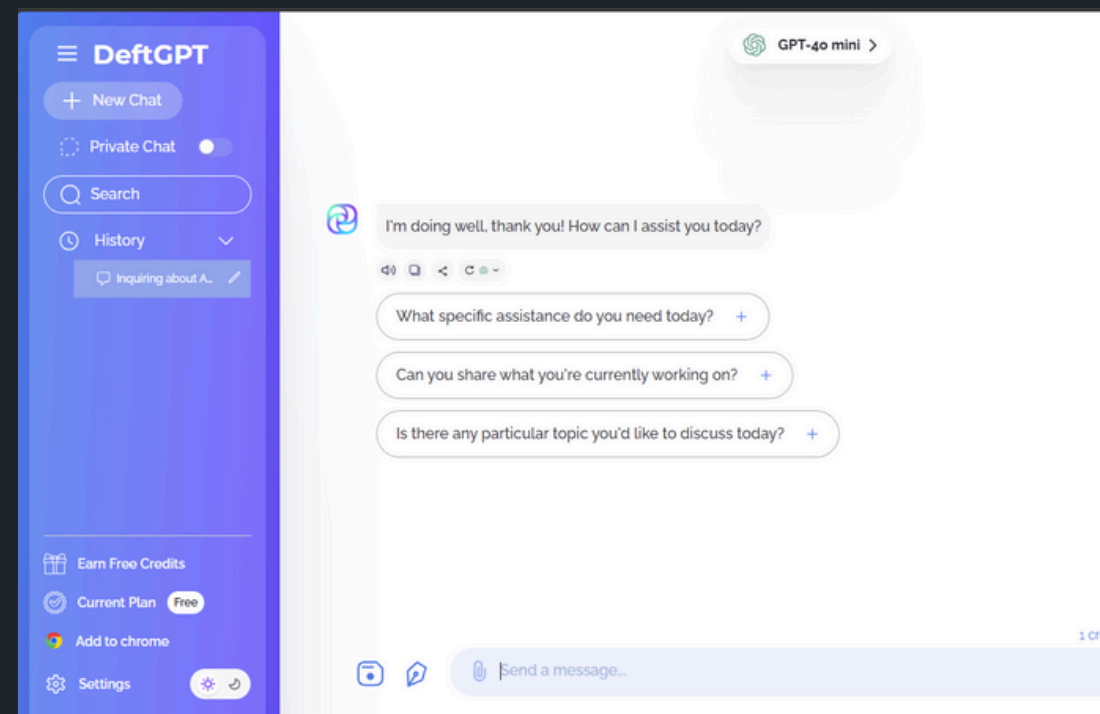 DeftGPT
New Chat
Private Chat
Search
History
Inquiring about A...
Earn Free Credits
Current Plan Free
Add to chrome
Settings
GPT-4o mini
I'm doing well, thank you! How can I assist you today?
What specific assistance do you need today? +
Can you share what you're currently working on? +
Is there any particular topic you'd like to discuss today? +
1
Send a message...